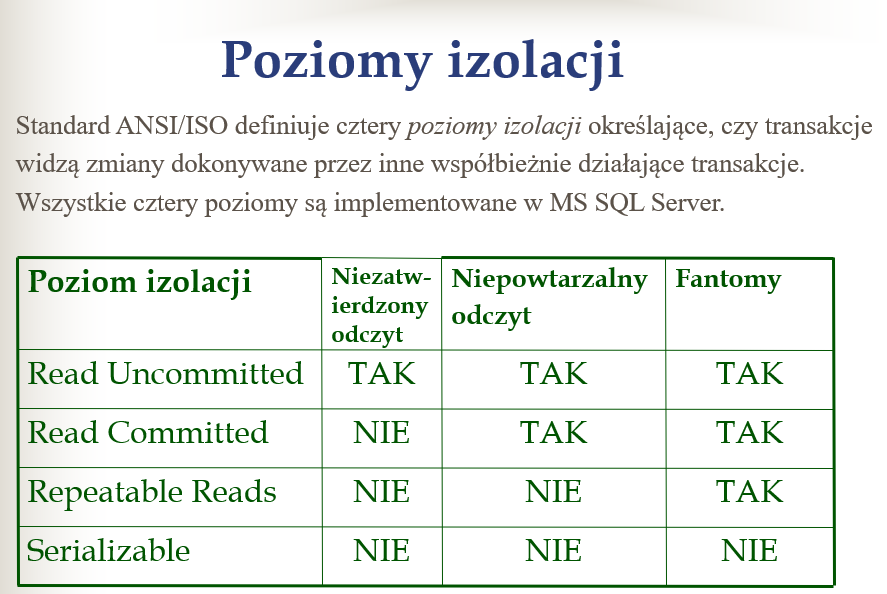 Poziomy izolacji
Standard ANSI/ISO definiuje cztery poziomy izolacji określające, czy transakcje
widzą zmiany dokonywane przez inne współbieżnie działające transakcje.
Wszystkie cztery poziomy są implementowane w MS SQL Server.
Poziom izolacji
Niezatw-
ierdzony
odczyt
Niepowtarzalny
odczyt
Fantomy
Read Uncommitted TAK TAK TAK
Read Committed NIE TAK TAK
Repeatable Reads NIE NIE TAK
Serializable NIE NIE NIE